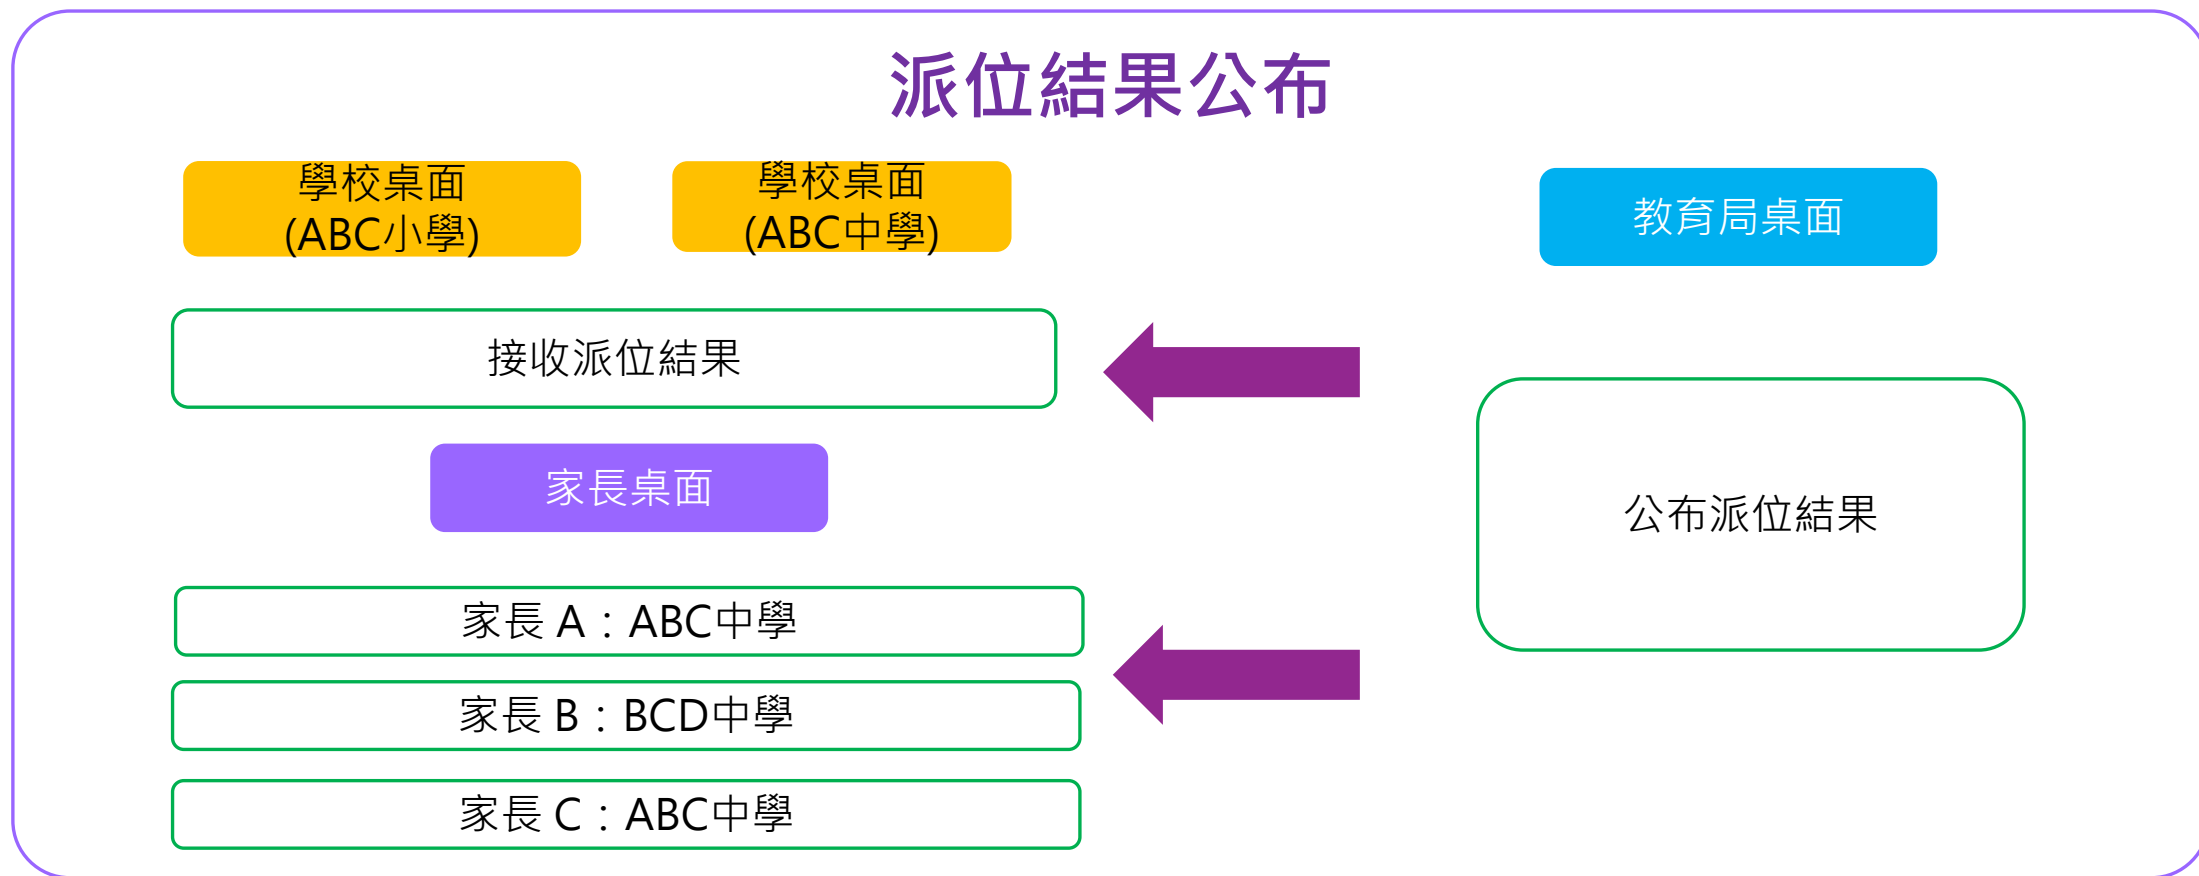 派位結果公布
學校桌面
(ABC小學)
學校桌面
(ABC中學)
教育局桌面
接收派位結果
家長桌面
公布派位結果
家長 A：ABC中學
家長 B：BCD中學
家長 C：ABC中學